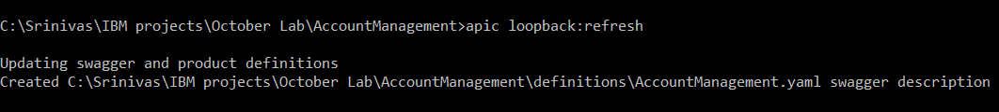 C:\Srinivas\IBM projects\October Lab\AccountManagement>apic loopback:refresh
Updating swagger and product definitions
Created C:\Srinivas\IBM projects\October Lab\AccountManagement\definitions\AccountManagement.yaml swagger description